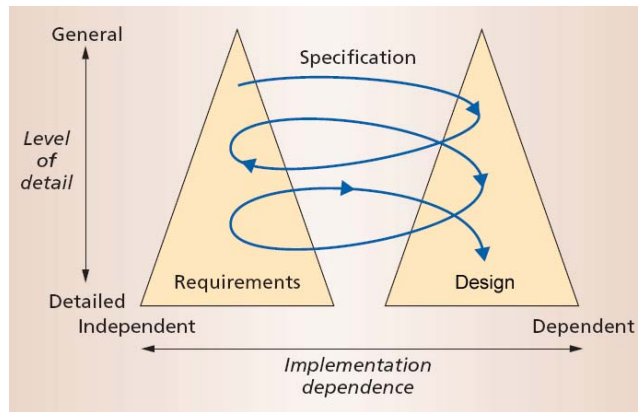 General
Specification
Level
of
detail
Requirements
Design
Detailed
Independent
Dependent
Implementation
dependence